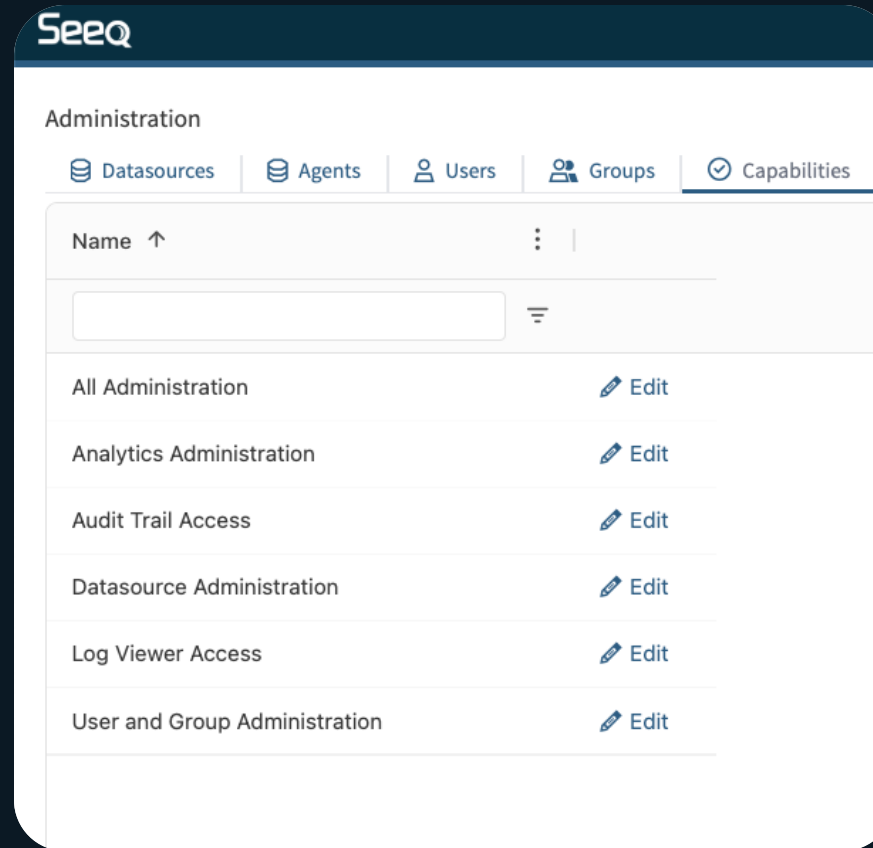 Seeq
Administration
Datasources Agents Users Groups Capabilities
Name
All Administration Edit
Analytics Administration Edit
Audit Trail Access Edit
Datasource Administration Edit
Log Viewer Access Edit
User and Group Administration Edit